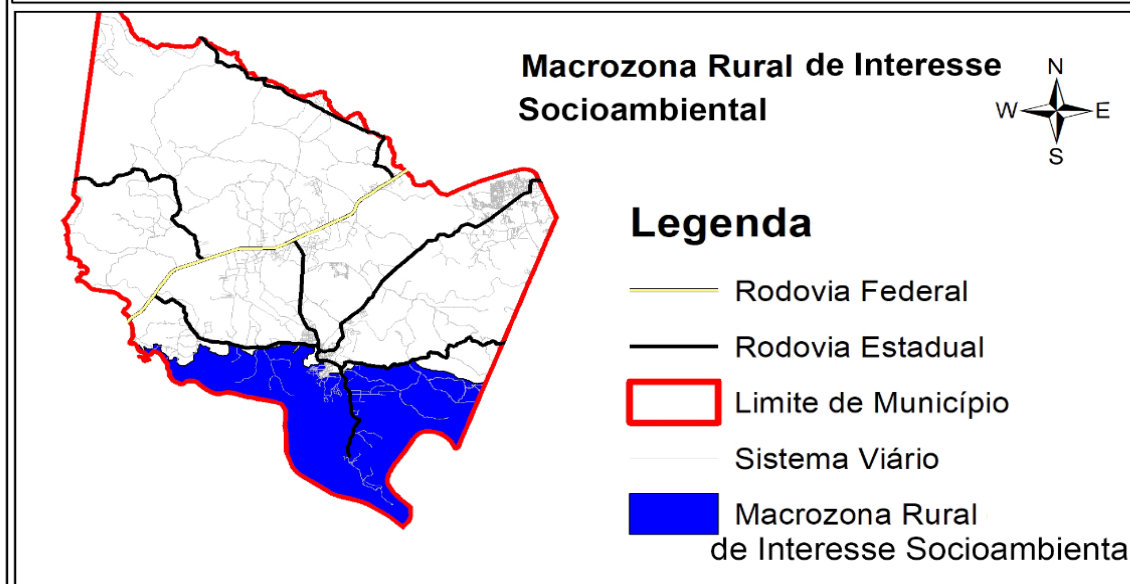 Macrozona Rural de Interesse
Socioambiental
N
W E
S
Legenda
Rodovia Federal
Rodovia Estadual
Limite de Município
Sistema Viário
Macrozona Rural
de Interesse Socioambienta